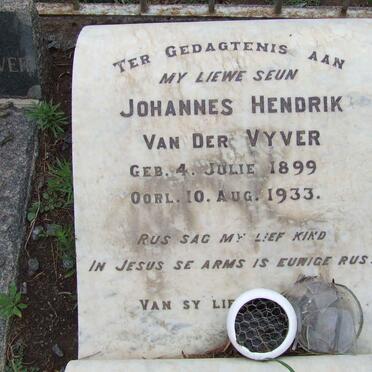 TER GEDAGTENIS AAN
MY LIEWE SEUN
JOHANNES HENDRIK
VAN DER VYVER
GEB. 4. JULIE 1899
OORL. 10. AUG. 1933.
RUS SAG MY LIEF KIND
IN JESUS SE ARMS IS EUWIGE RUS
VAN SY